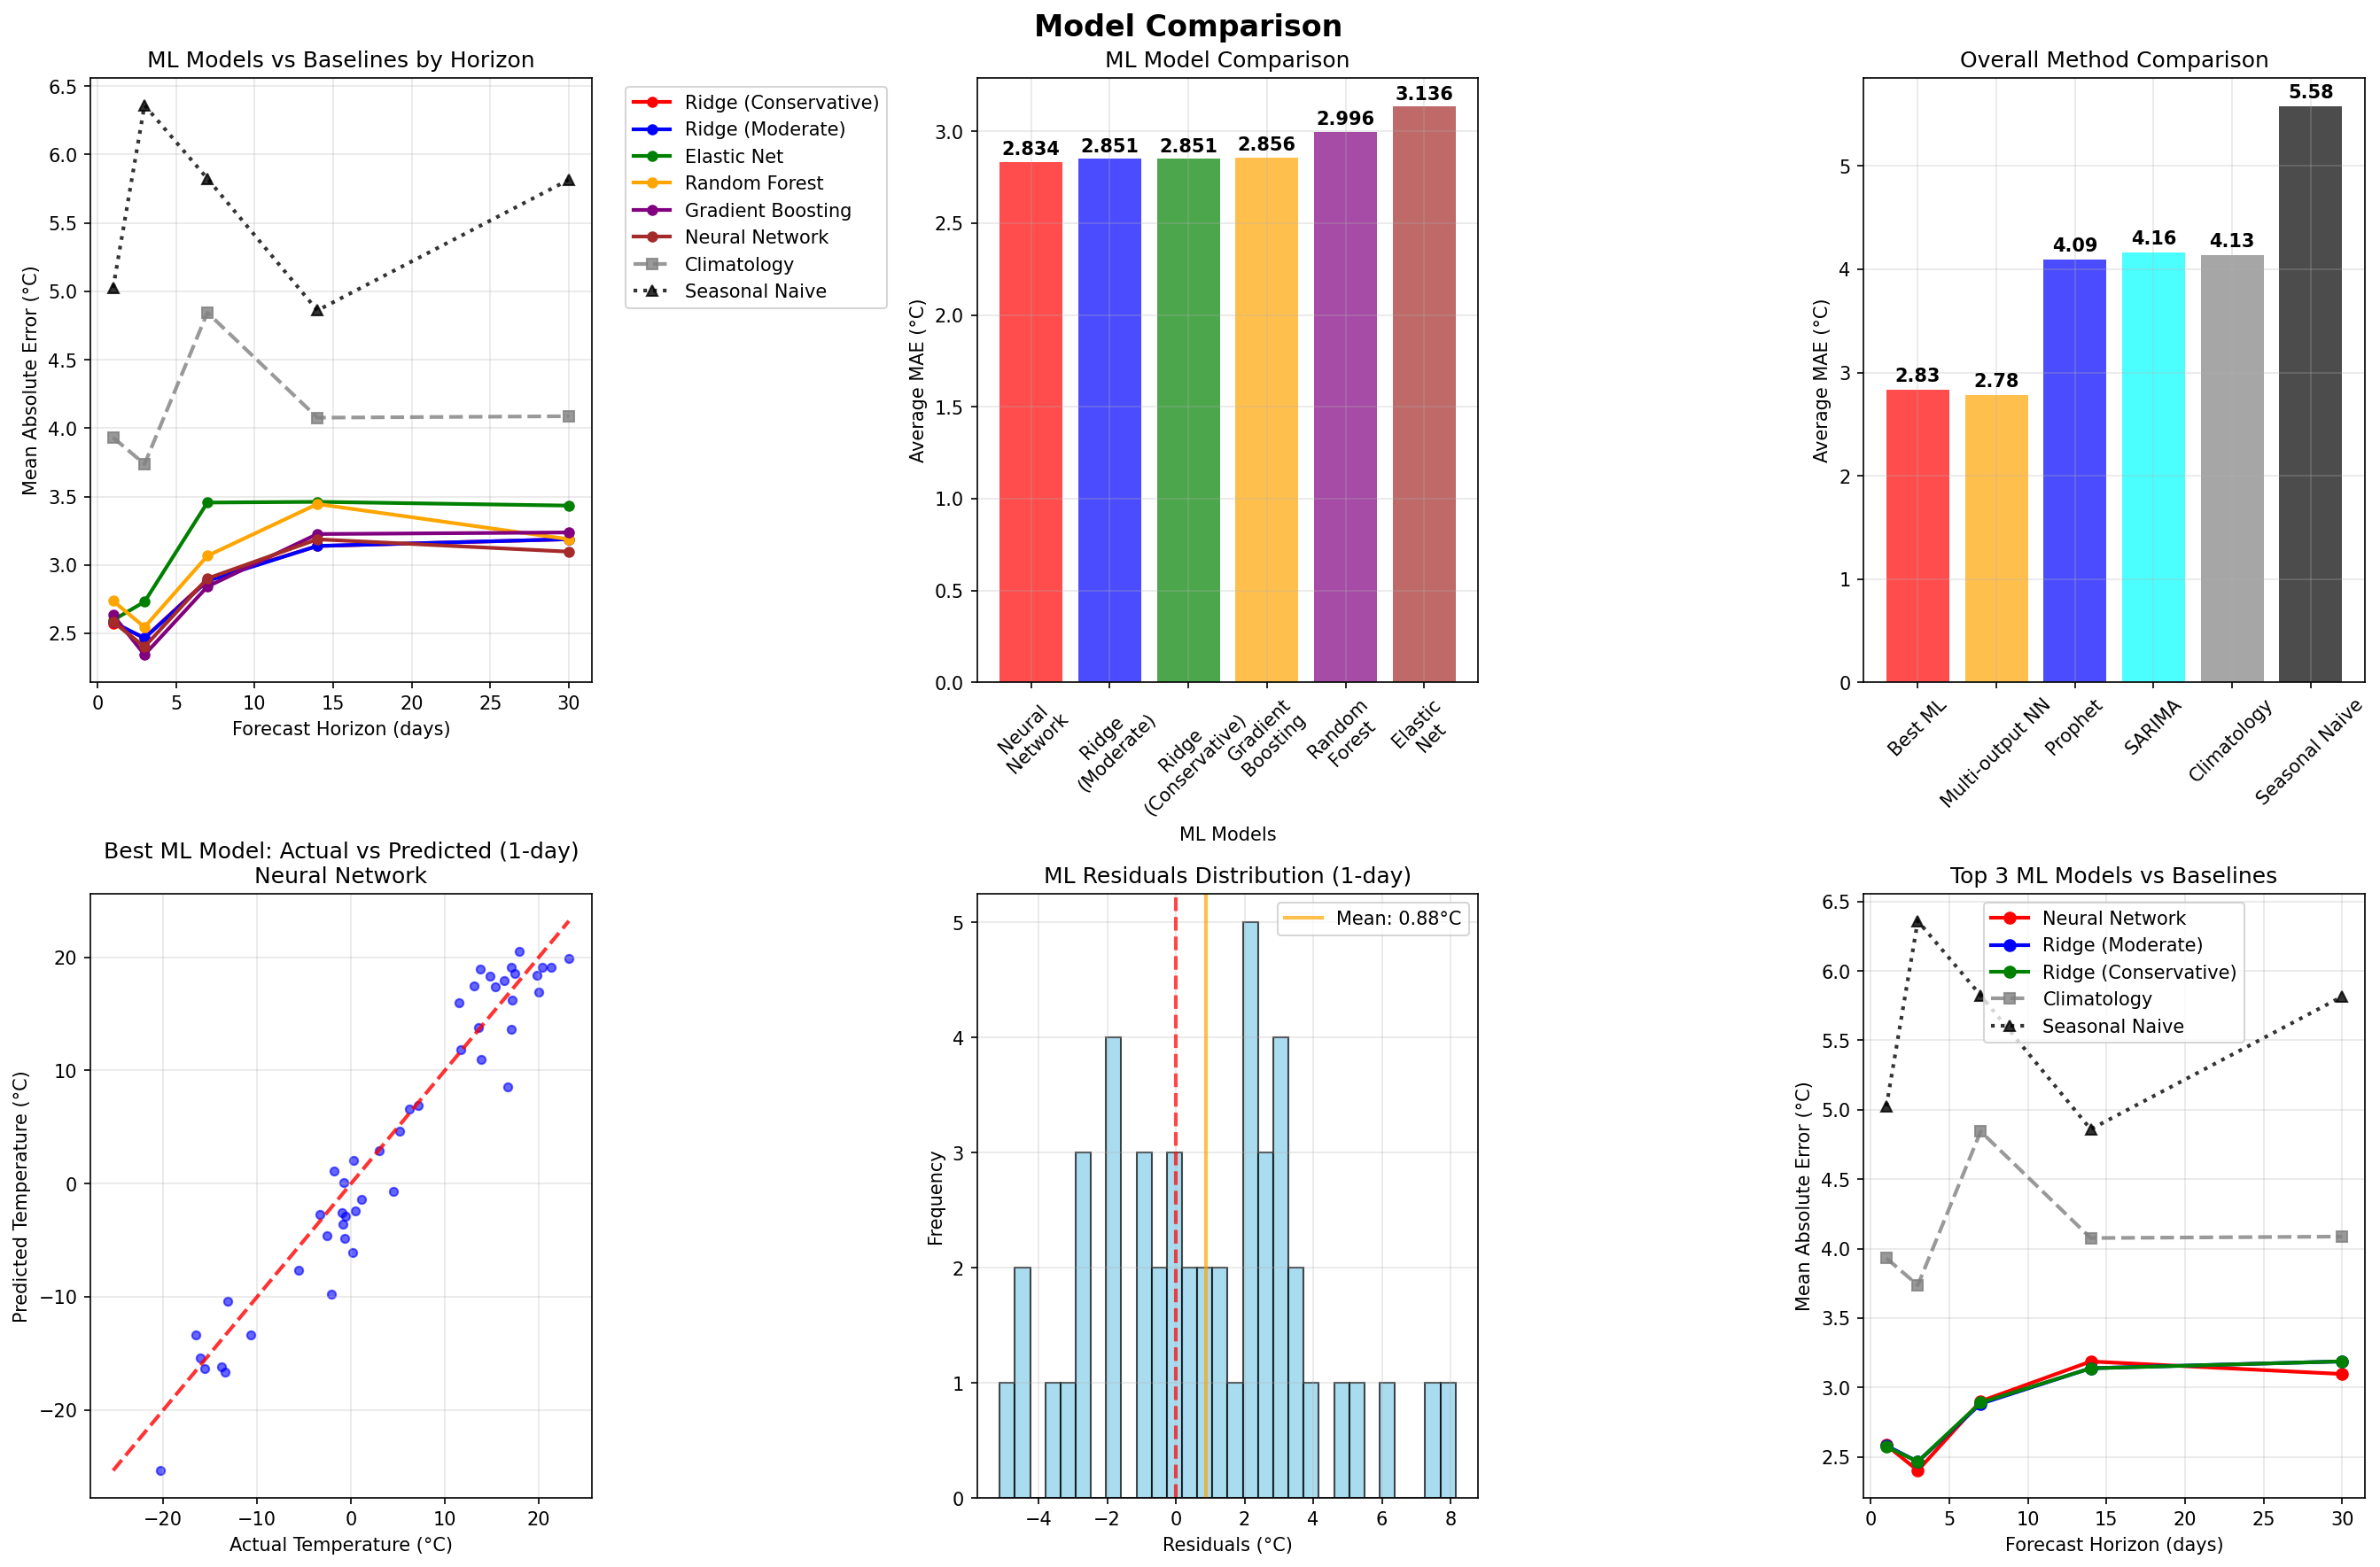 Model Comparison
ML Models vs Baselines by Horizon
6.5
6.0
5.5
5.0
4.5
4.0
3.5
3.0
2.5
Mean Absolute Error (°C)
0 5 10 15 20 25 30
Forecast Horizon (days)
Ridge (Conservative)
Ridge (Moderate)
Elastic Net
Random Forest
Gradient Boosting
Neural Network
Climatology
Seasonal Naive
ML Model Comparison
3.0
2.5
2.0
1.5
1.0
0.5
0.0
Average MAE (°C)
2.834 2.851 2.851 2.856 2.996 3.136
Neural
Network
Ridge
(Moderate)
Ridge
(Conservative)
Gradient
Boosting
Random
Forest
Elastic
Net
ML Models
Overall Method Comparison
5
4
3
2
1
0
Average MAE (°C)
2.83 2.78 4.09 4.16 4.13 5.58
Best ML
Multi-output NN
Prophet
SARIMA
Climatology
Seasonal Naive
Best ML Model: Actual vs Predicted (1-day)
Neural Network
20
10
0
−10
−20
Predicted Temperature (°C)
−20 −10 0 10 20
Actual Temperature (°C)
ML Residuals Distribution (1-day)
Mean: 0.88°C
5
4
3
2
1
0
Frequency
−4 −2 0 2 4 6 8
Residuals (°C)
Top 3 ML Models vs Baselines
Neural Network
Ridge (Moderate)
Ridge (Conservative)
Climatology
Seasonal Naive
6.5
6.0
5.5
5.0
4.5
4.0
3.5
3.0
2.5
Mean Absolute Error (°C)
0 5 10 15 20 25 30
Forecast Horizon (days)